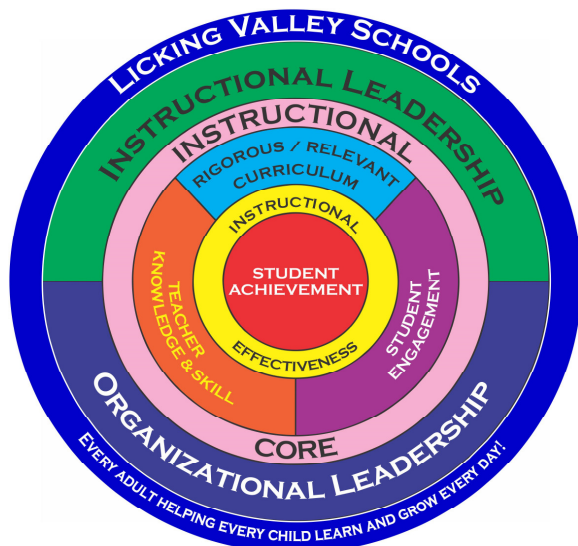 LICKING VALLEY SCHOOLS
INSTRUCTIONAL LEADERSHIP
INSTRUCTIONAL
RIGOROUS / RELEVANT
CURRICULUM
INSTRUCTIONAL
STUDENT
ACHIEVEMENT
EFFECTIVENESS
TEACHER
KNOWLEDGE & SKILL
STUDENT
ENGAGEMENT
CORE
ORGANIZATIONAL LEADERSHIP
EVERY ADULT HELPING EVERY CHILD LEARN AND GROW EVERY DAY!